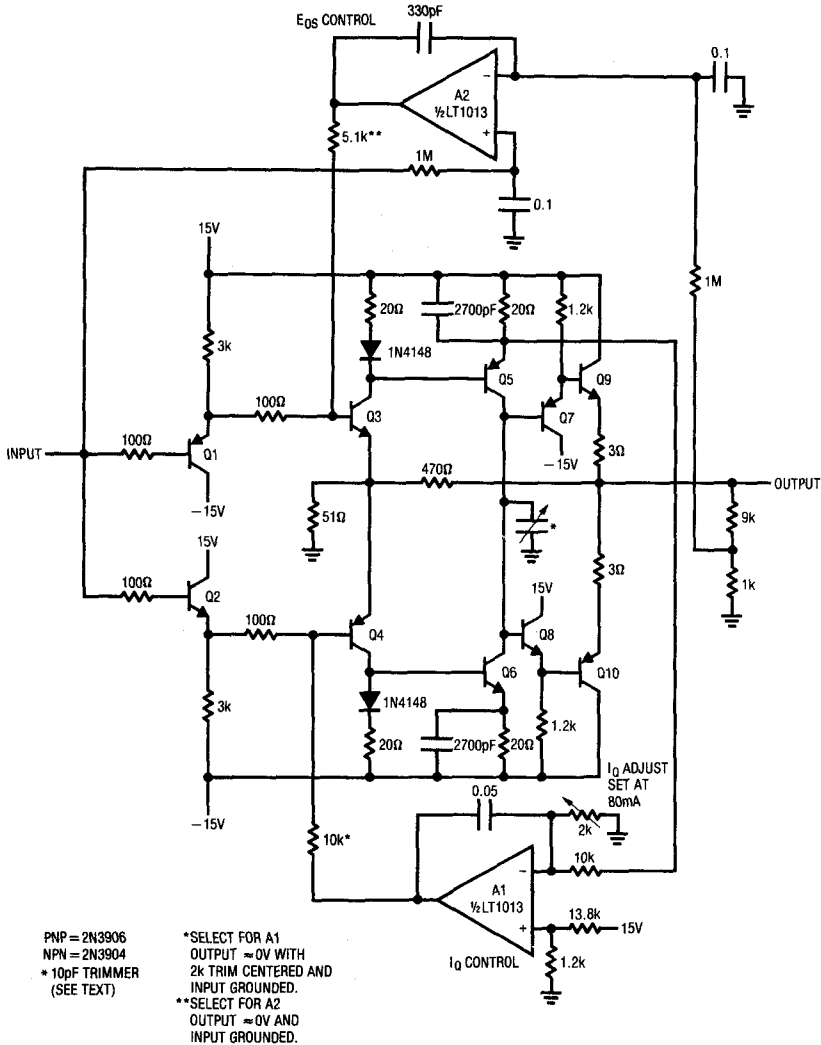 E_OS CONTROL
330pF
0.1
A2
½LT1013
−
+
5.1k**
1M
0.1
15V
1M
20Ω
2700pF
20Ω
1.2k
3k
1N4148
Q5
Q9
100Ω
Q3
Q7
100Ω
INPUT
Q1
−15V
3Ω
−15V
470Ω
OUTPUT
51Ω
*
9k
15V
3Ω
1k
100Ω
Q2
15V
100Ω
Q4
Q8
Q6
Q10
3k
1N4148
20Ω
2700pF
20Ω
1.2k
I_Q ADJUST
SET AT
80mA
−15V
0.05
2k
10k*
10k
−
A1
½LT1013
+
13.8k
15V
1.2k
I_Q CONTROL
PNP = 2N3906
NPN = 2N3904
* 10pF TRIMMER
(SEE TEXT)
*SELECT FOR A1
OUTPUT ≈ 0V WITH
2k TRIM CENTERED AND
INPUT GROUNDED.
**SELECT FOR A2
OUTPUT ≈ 0V AND
INPUT GROUNDED.